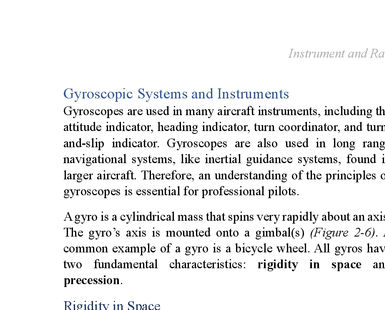 Instrument and Ra
Gyroscopic Systems and Instruments
Gyroscopes are used in many aircraft instruments, including th
attitude indicator, heading indicator, turn coordinator, and turn
and-slip indicator. Gyroscopes are also used in long rang
navigational systems, like inertial guidance systems, found i
larger aircraft. Therefore, an understanding of the principles o
gyroscopes is essential for professional pilots.
A gyro is a cylindrical mass that spins very rapidly about an axis
The gyro’s axis is mounted onto a gimbal(s) (Figure 2-6).
common example of a gyro is a bicycle wheel. All gyros hav
two fundamental characteristics: rigidity in space an
precession.
Rigidity in Space